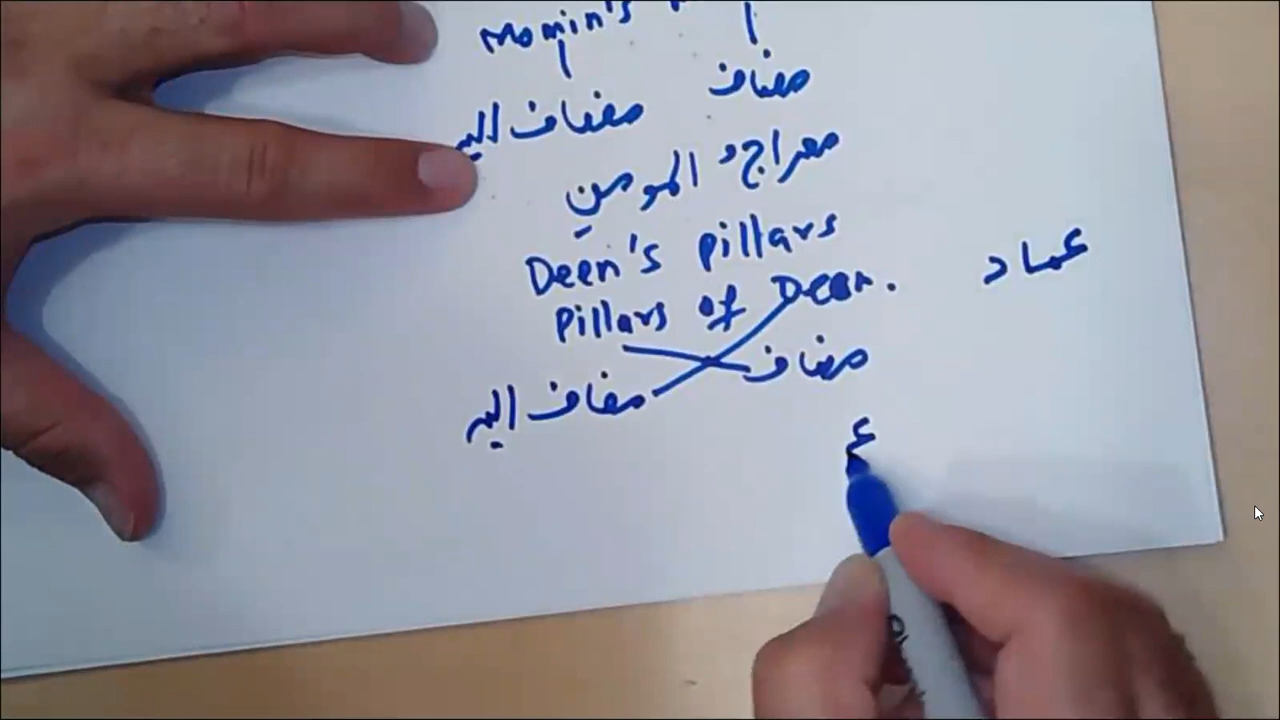 Momin's
مضاف مضاف اليه
معراجُ المومنِ
Deen's pillars
Pillars of Deen. عماد
مضاف
مضاف اليه
ع